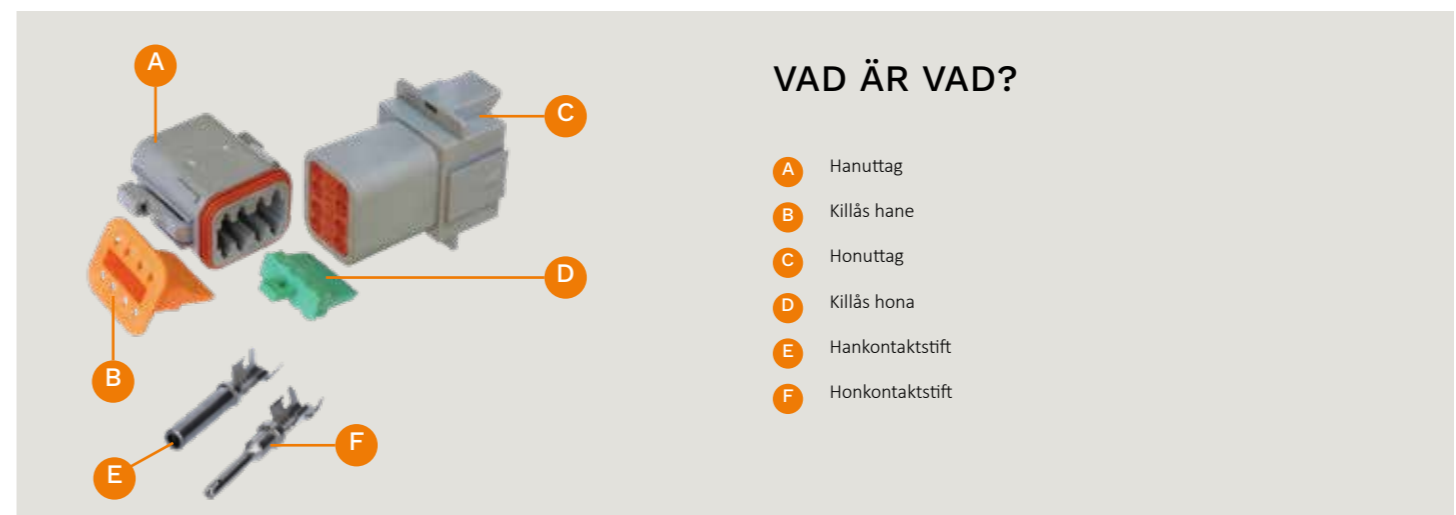 A
C
D
B
F
E
VAD ÄR VAD?
A Hanuttag
B Killås hane
C Honuttag
D Killås hona
E Hankontaktstift
F Honkontaktstift